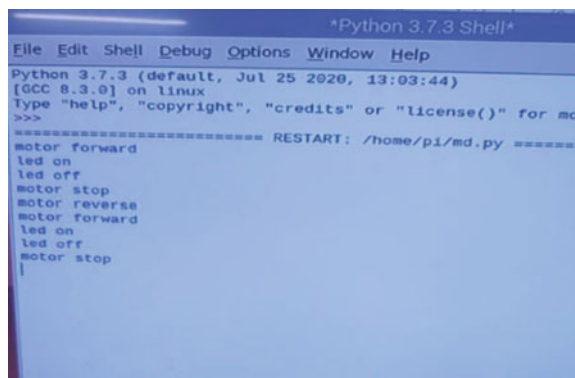 *Python 3.7.3 Shell*
File Edit Shell Debug Options Window Help
Python 3.7.3 (default, Jul 25 2020, 13:03:44)
[GCC 8.3.0] on linux
Type "help", "copyright", "credits" or "license()" for mo
>>>
========================== RESTART: /home/pi/md.py =======
motor forward
led on
led off
motor stop
motor reverse
motor forward
led on
led off
motor stop